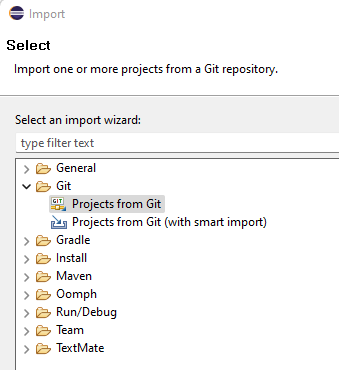 Import
Select
Import one or more projects from a Git repository.
Select an import wizard:
type filter text
General
Git
Projects from Git
Projects from Git (with smart import)
Gradle
Install
Maven
Oomph
Run/Debug
Team
TextMate